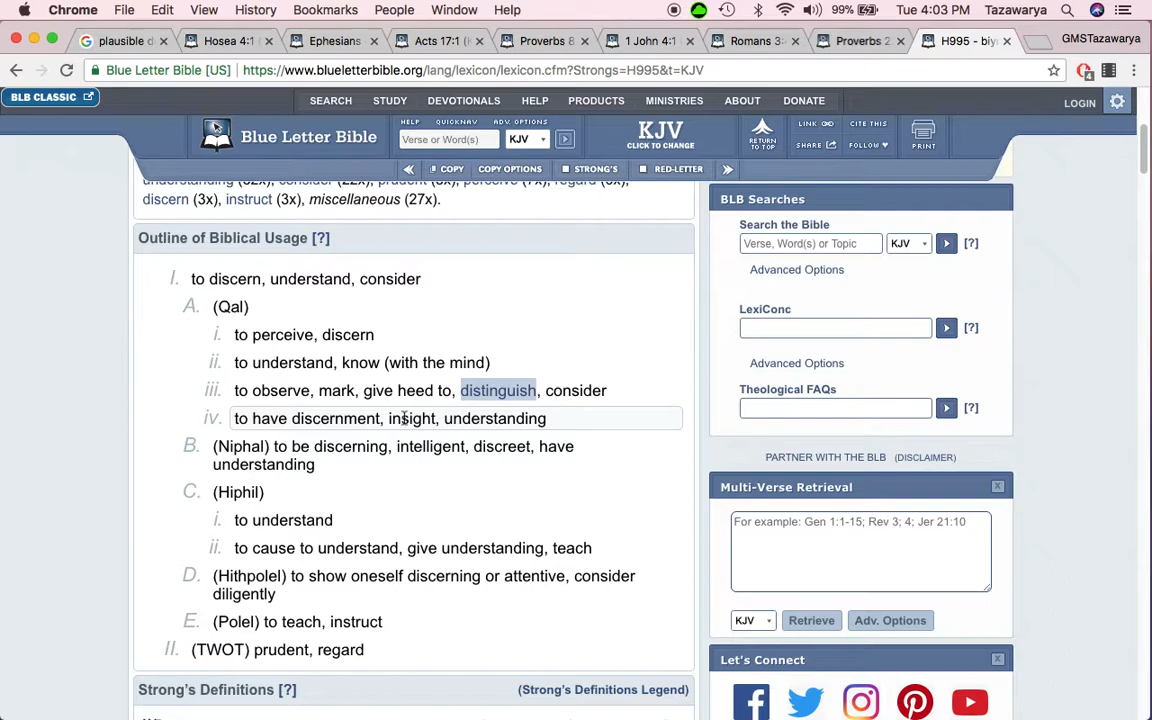 Chrome File Edit View History Bookmarks People Window Help 99% Tue 4:03 PM Tazawarya
plausible d Hosea 4:1 ( Ephesians Acts 17:1 (K Proverbs 8 1 John 4:1 Romans 3: Proverbs 2 H995 - biy GMSTazawarya
Blue Letter Bible [US] https://www.blueletterbible.org/lang/lexicon/lexicon.cfm?Strongs=H995&t=KJV
BLB CLASSIC SEARCH STUDY DEVOTIONALS HELP PRODUCTS MINISTRIES ABOUT DONATE LOGIN
HELP QUICKNAV ADV. OPTIONS
Blue Letter Bible Verse or Word(s) KJV
KJV
CLICK TO CHANGE
RETURN TO TOP
LINK CITE THIS
SHARE FOLLOW PRINT
COPY COPY OPTIONS STRONG'S RED-LETTER
discern (3x), instruct (3x), miscellaneous (27x).
Outline of Biblical Usage [?]
I. to discern, understand, consider
A. (Qal)
i. to perceive, discern
ii. to understand, know (with the mind)
iii. to observe, mark, give heed to, distinguish, consider
iv. to have discernment, insight, understanding
B. (Niphal) to be discerning, intelligent, discreet, have
understanding
C. (Hiphil)
i. to understand
ii. to cause to understand, give understanding, teach
D. (Hithpolel) to show oneself discerning or attentive, consider
diligently
E. (Polel) to teach, instruct
II. (TWOT) prudent, regard
Strong's Definitions [?] (Strong's Definitions Legend)
BLB Searches
Search the Bible
Verse, Word(s) or Topic KJV [?]
Advanced Options
LexiConc
[?]
Advanced Options
Theological FAQs
[?]
PARTNER WITH THE BLB (DISCLAIMER)
Multi-Verse Retrieval x
For example: Gen 1:1-15; Rev 3; 4; Jer 21:10
KJV Retrieve Adv. Options
Let's Connect x